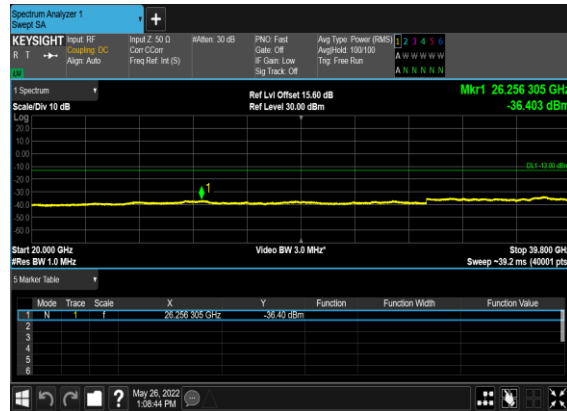 Spectrum Analyzer 1
Swept SA
KEYSIGHT Input: RF Input Z: 50 Ω #Atten: 30 dB PNO: Fast Avg Type: Power (RMS) 1 2 3 4 5 6
R T Coupling: DC Corr CCorr Gate: Off Avg|Hold: 100/100 A W W W W W
Align: Auto Freq Ref: Int (S) IF Gain: Low Trig: Free Run
Sig Track: Off A N N N N N
1 Spectrum Ref Lvl Offset 15.60 dB Mkr1 26.256 305 GHz
Scale/Div 10 dB Ref Level 30.00 dBm -36.403 dBm
Log
20.0
10.0
0.00
-10.0
DL1 -13.00 dBm
-20.0
-30.0
1
-40.0
-50.0
-60.0
Start 20.000 GHz Video BW 3.0 MHz* Stop 39.800 GHz
#Res BW 1.0 MHz Sweep ~39.2 ms (40001 pts)
5 Marker Table
Mode Trace Scale X Y Function Function Width Function Value
1 N 1 f 26.256 305 GHz -36.40 dBm
2
3
4
5
6
? May 26, 2022
1:08:44 PM